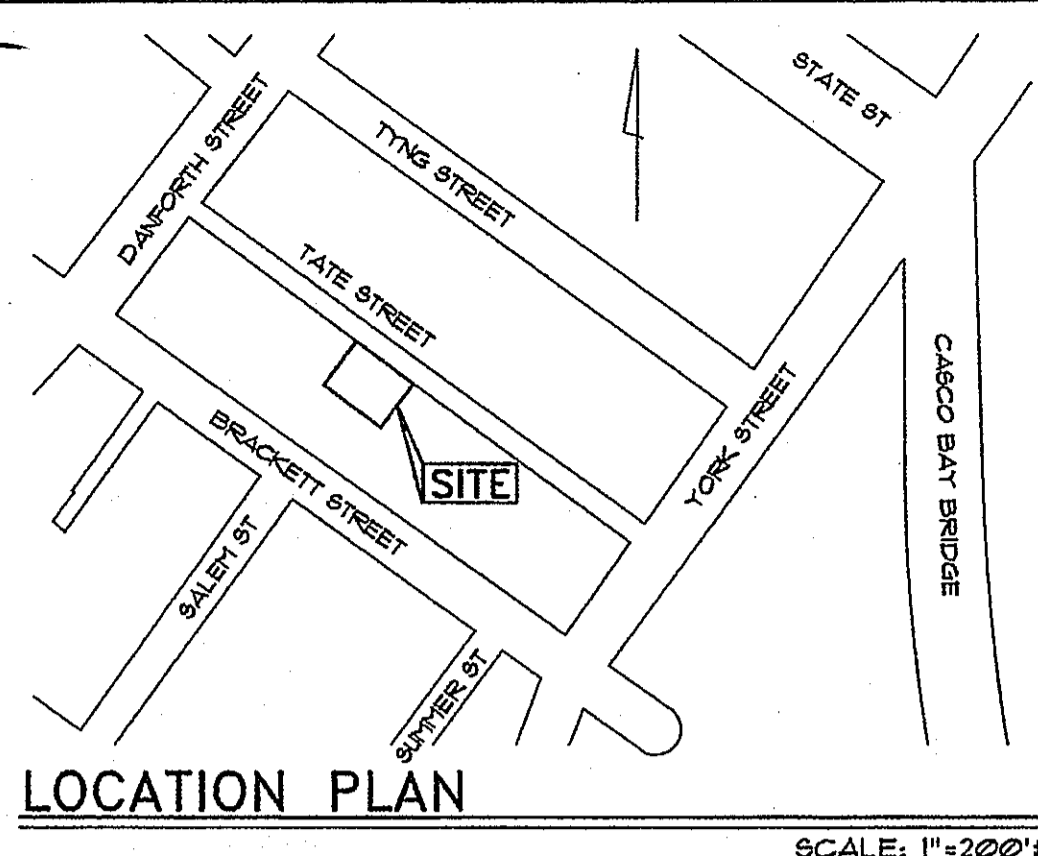 STATE ST
TYNG STREET
DANFORTH STREET
TATE STREET
CASCO BAY BRIDGE
YORK STREET
BRACKETT STREET
SITE
SALEM ST
SUMMER ST
LOCATION PLAN
SCALE: 1"=200'±